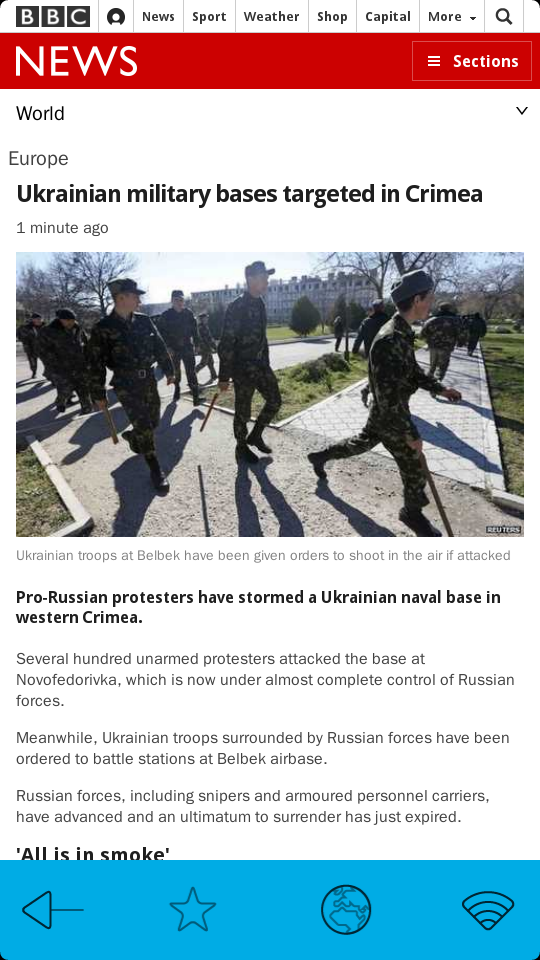 BBC News Sport Weather Shop Capital More
NEWS Sections
World
Europe
Ukrainian military bases targeted in Crimea
1 minute ago
REUTERS
Ukrainian troops at Belbek have been given orders to shoot in the air if attacked
Pro-Russian protesters have stormed a Ukrainian naval base in
western Crimea.
Several hundred unarmed protesters attacked the base at
Novofedorivka, which is now under almost complete control of Russian
forces.
Meanwhile, Ukrainian troops surrounded by Russian forces have been
ordered to battle stations at Belbek airbase.
Russian forces, including snipers and armoured personnel carriers,
have advanced and an ultimatum to surrender has just expired.
'All is in smoke'